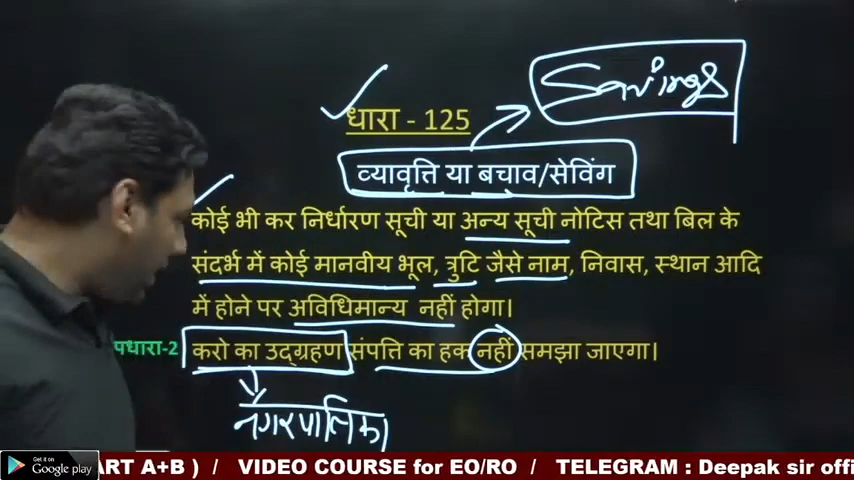 Savings
धारा - 125
व्यावृत्ति या बचाव/सेविंग
कोई भी कर निर्धारण सूची या अन्य सूची नोटिस तथा बिल के
संदर्भ में कोई मानवीय भूल, त्रुटि जैसे नाम, निवास, स्थान आदि
में होने पर अविधिमान्य नहीं होगा।
पधारा-2 करो का उद्ग्रहण संपत्ति का हक नहीं समझा जाएगा।
नगरपालिका
GET IT ON
Google play
ART A+B ) / VIDEO COURSE for EO/RO / TELEGRAM : Deepak sir offi